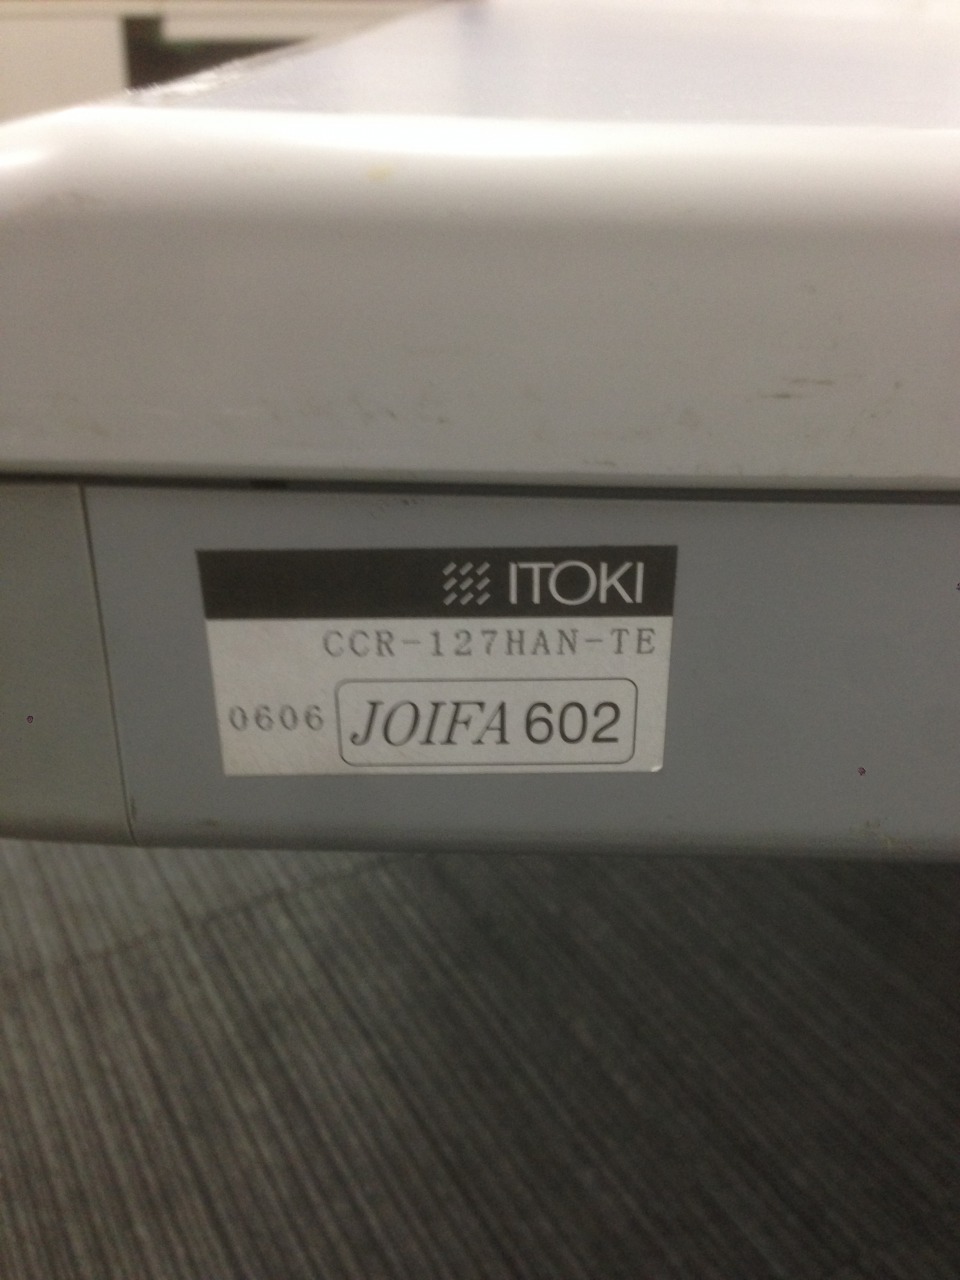 ITOKI
CCR-127HAN-TE
0606 JOIFA 602